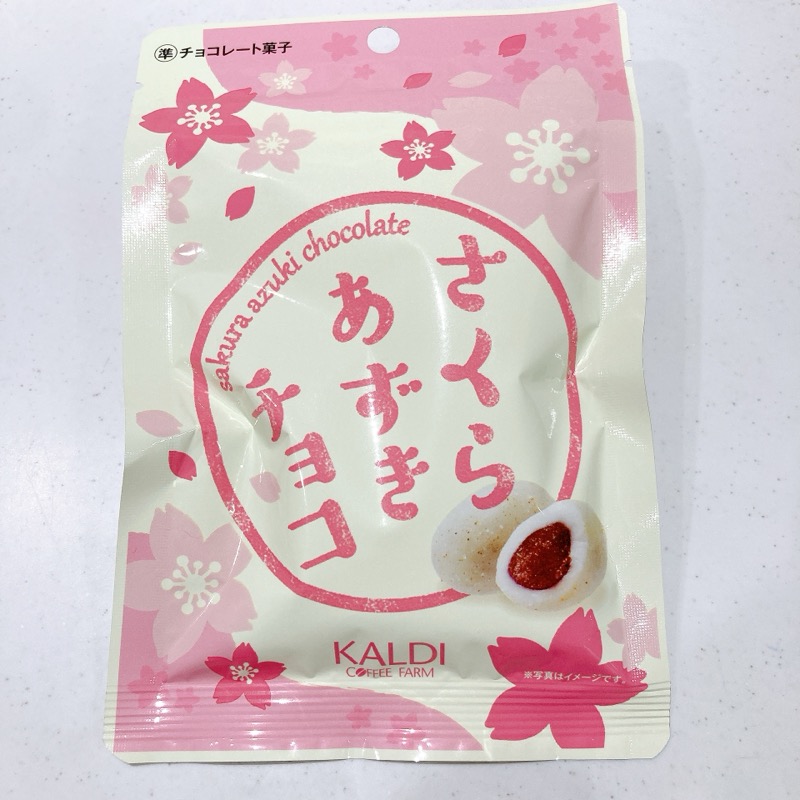 準チョコレート菓子
sakura azuki chocolate
さくら
あずき
チョコ
KALDI
COFFEE FARM
※写真はイメージです。